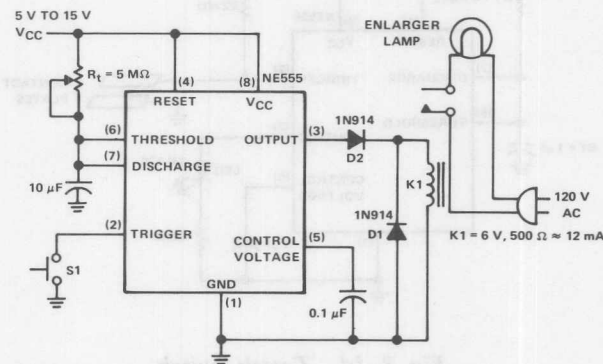 5 V TO 15 V
VCC
Rt = 5 MΩ
(4)
RESET
(8)
VCC
NE555
(6)
THRESHOLD
(7)
DISCHARGE
10 µF
(2)
TRIGGER
S1
OUTPUT
(3)
1N914
D2
K1
1N914
D1
CONTROL
VOLTAGE
(5)
GND
(1)
0.1 µF
ENLARGER
LAMP
120 V
AC
K1 = 6 V, 500 Ω ≈ 12 mA